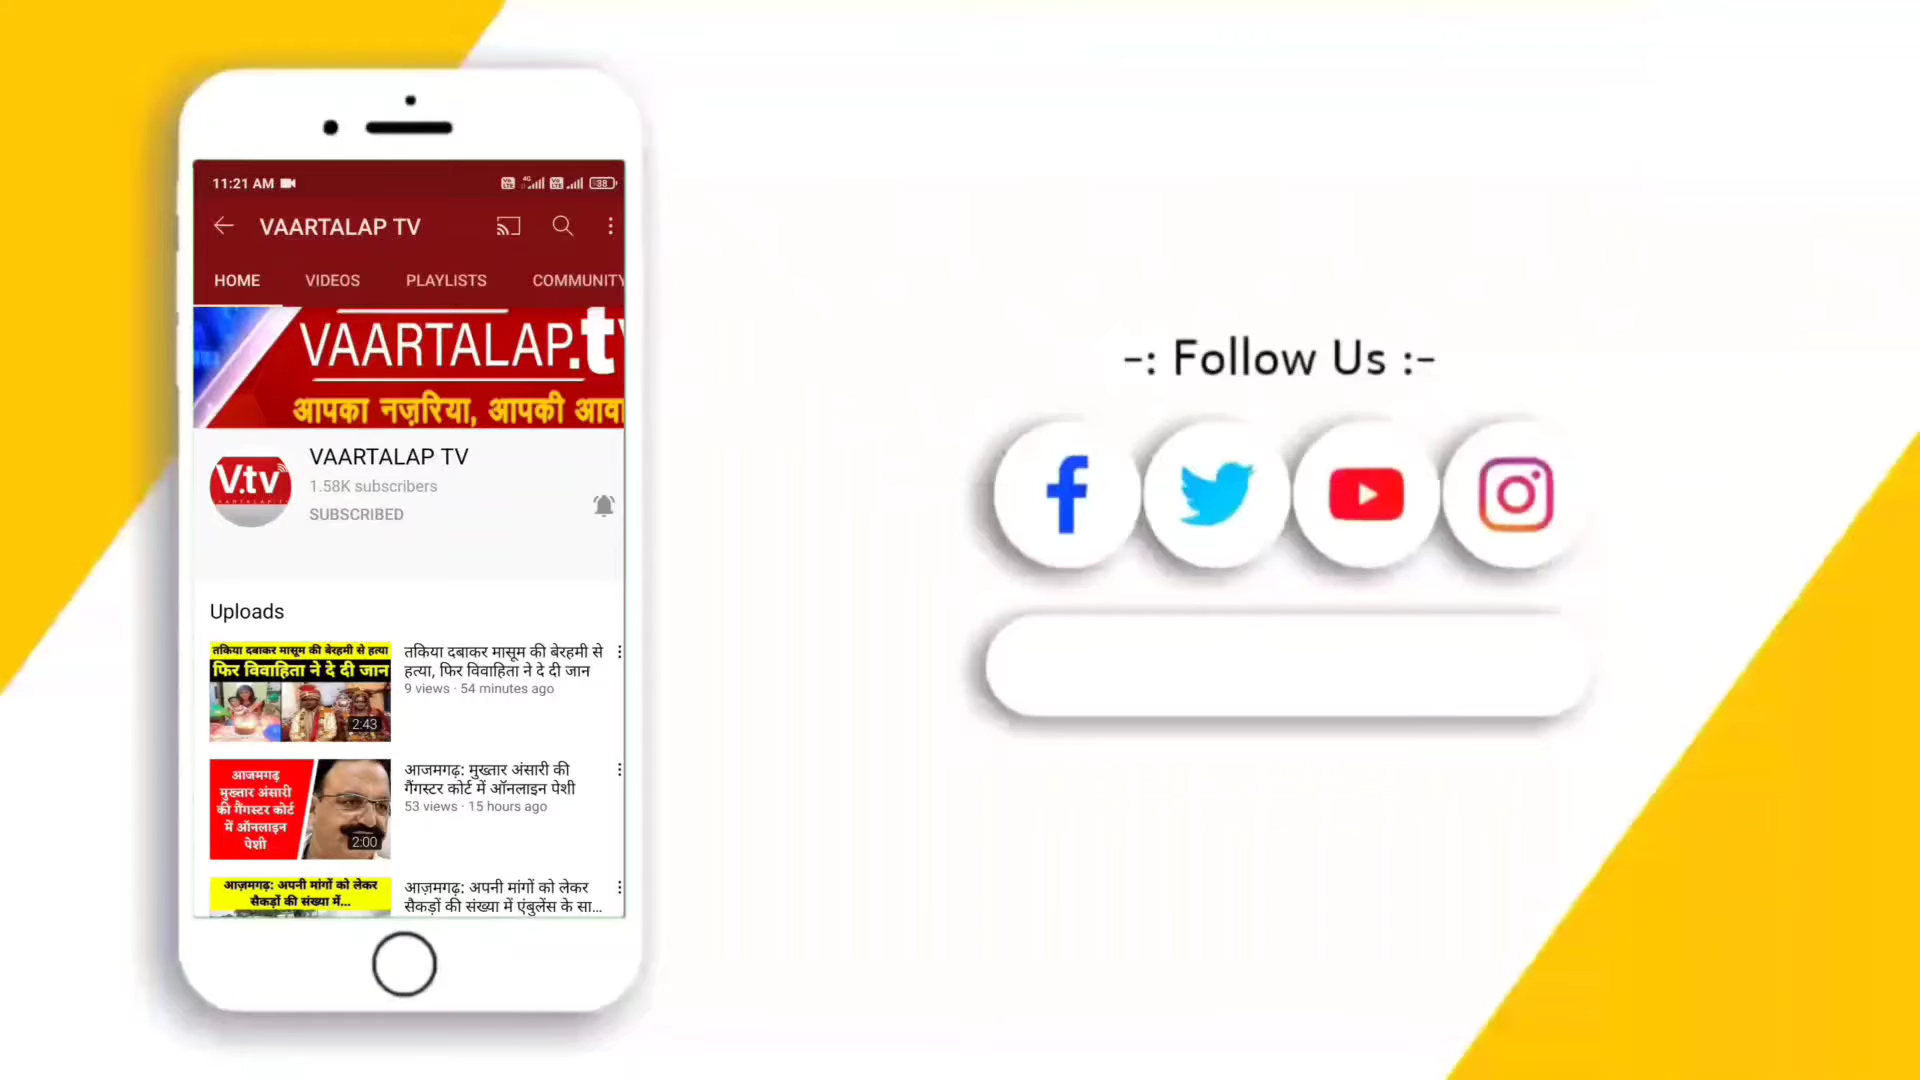 11:21 AM
38
VAARTALAP TV
HOME VIDEOS PLAYLISTS COMMUNITY
VAARTALAP.t
आपका नज़रिया, आपकी
V.tv
VAARTALAP TV
1.58K subscribers
SUBSCRIBED
Uploads
तकिया दबाकर मासूम की बेरहमी से हत्या
फिर विवाहिता ने दे दी जान
2:43
तकिया दबाकर मासूम की बेरहमी से
हत्या, फिर विवाहिता ने दे दी जान
9 views · 54 minutes ago
आजमगढ़
मुख्तार अंसारी
की गैंगस्टर कोर्ट
में ऑनलाइन
पेशी
2:00
आजमगढ़: मुख्तार अंसारी की
गैंगस्टर कोर्ट में ऑनलाइन पेशी
53 views · 15 hours ago
आज़मगढ़: अपनी मांगों को लेकर
सैकड़ों की संख्या में...
आज़मगढ़: अपनी मांगों को लेकर
सैकड़ों की संख्या में एंबुलेंस के सा...
-: Follow Us :-